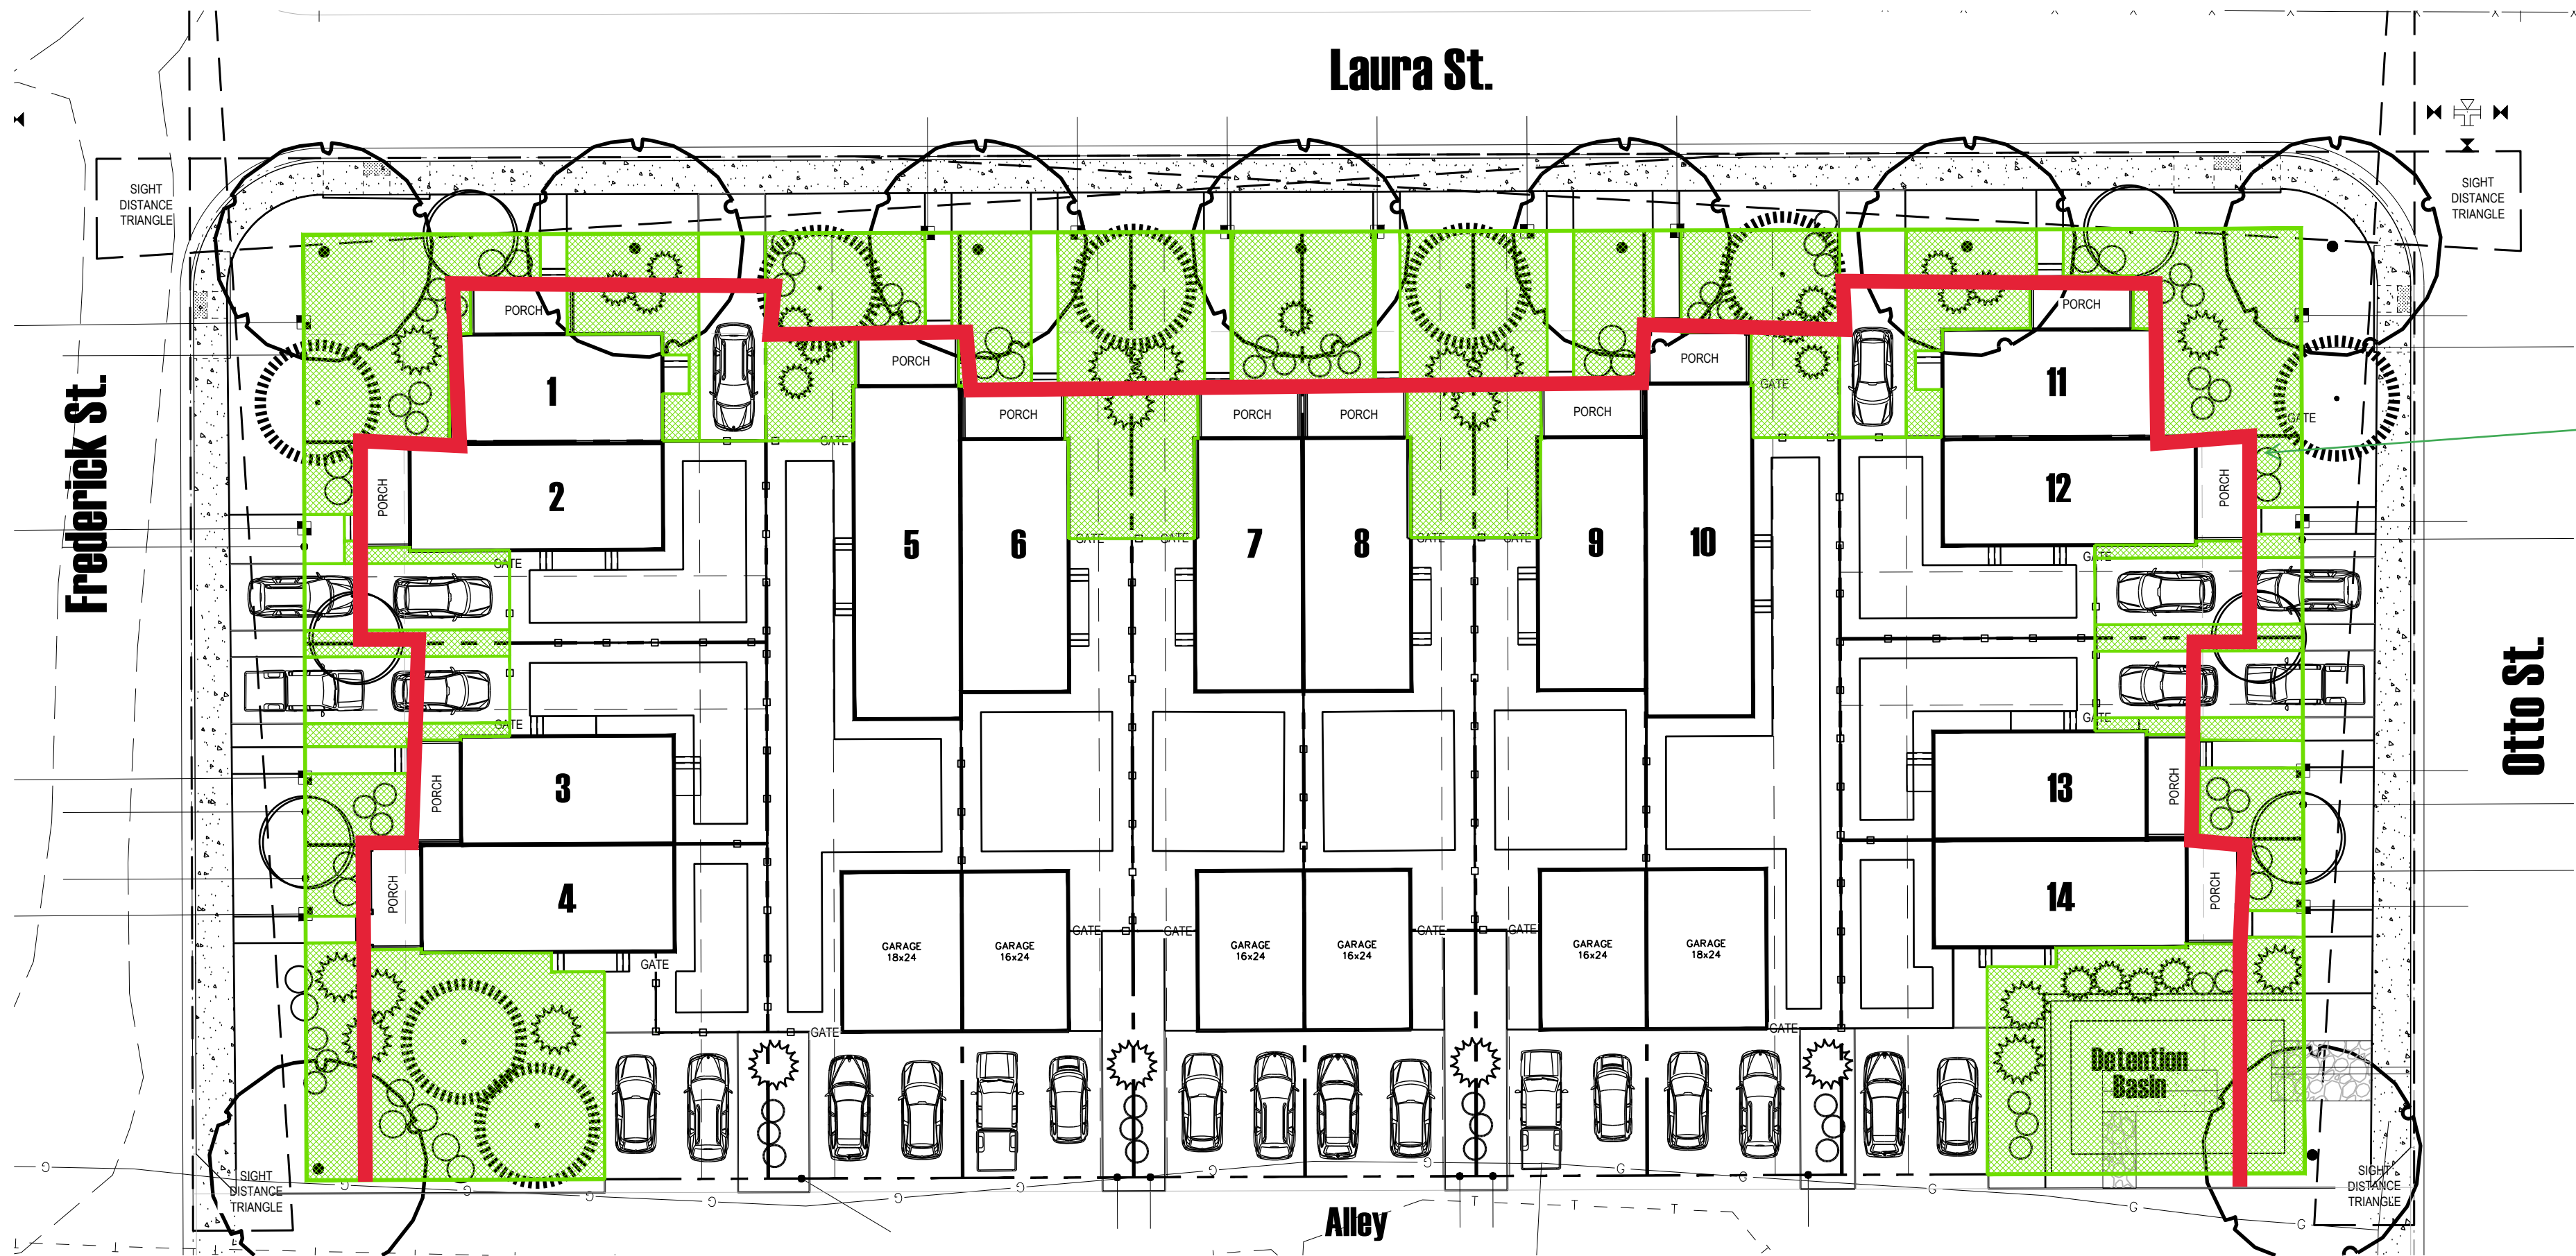 Laura St.
SIGHT
DISTANCE
TRIANGLE
SIGHT
DISTANCE
TRIANGLE
PORCH
PORCH
PORCH
PORCH
PORCH
PORCH
PORCH
PORCH
PORCH
PORCH
1
11
GATE
GATE
GATE
GATE
Frederick St.
PORCH
2
5
6
7
8
9
10
12
PORCH
GATE
GATE
GATE
GATE
GATE
GATE
GATE
GATE
Otto St.
PORCH
3
13
PORCH
PORCH
4
14
PORCH
GATE
GATE
GATE
GATE
GATE
GARAGE
18x24
GARAGE
16x24
GARAGE
16x24
GARAGE
16x24
GARAGE
16x24
GARAGE
18x24
GATE
GATE
Detention
Basin
SIGHT
DISTANCE
TRIANGLE
SIGHT
DISTANCE
TRIANGLE
G
G
G
G
G
G
G
G
G
G
G
G
G
G
T
T
T
T
T
Alley